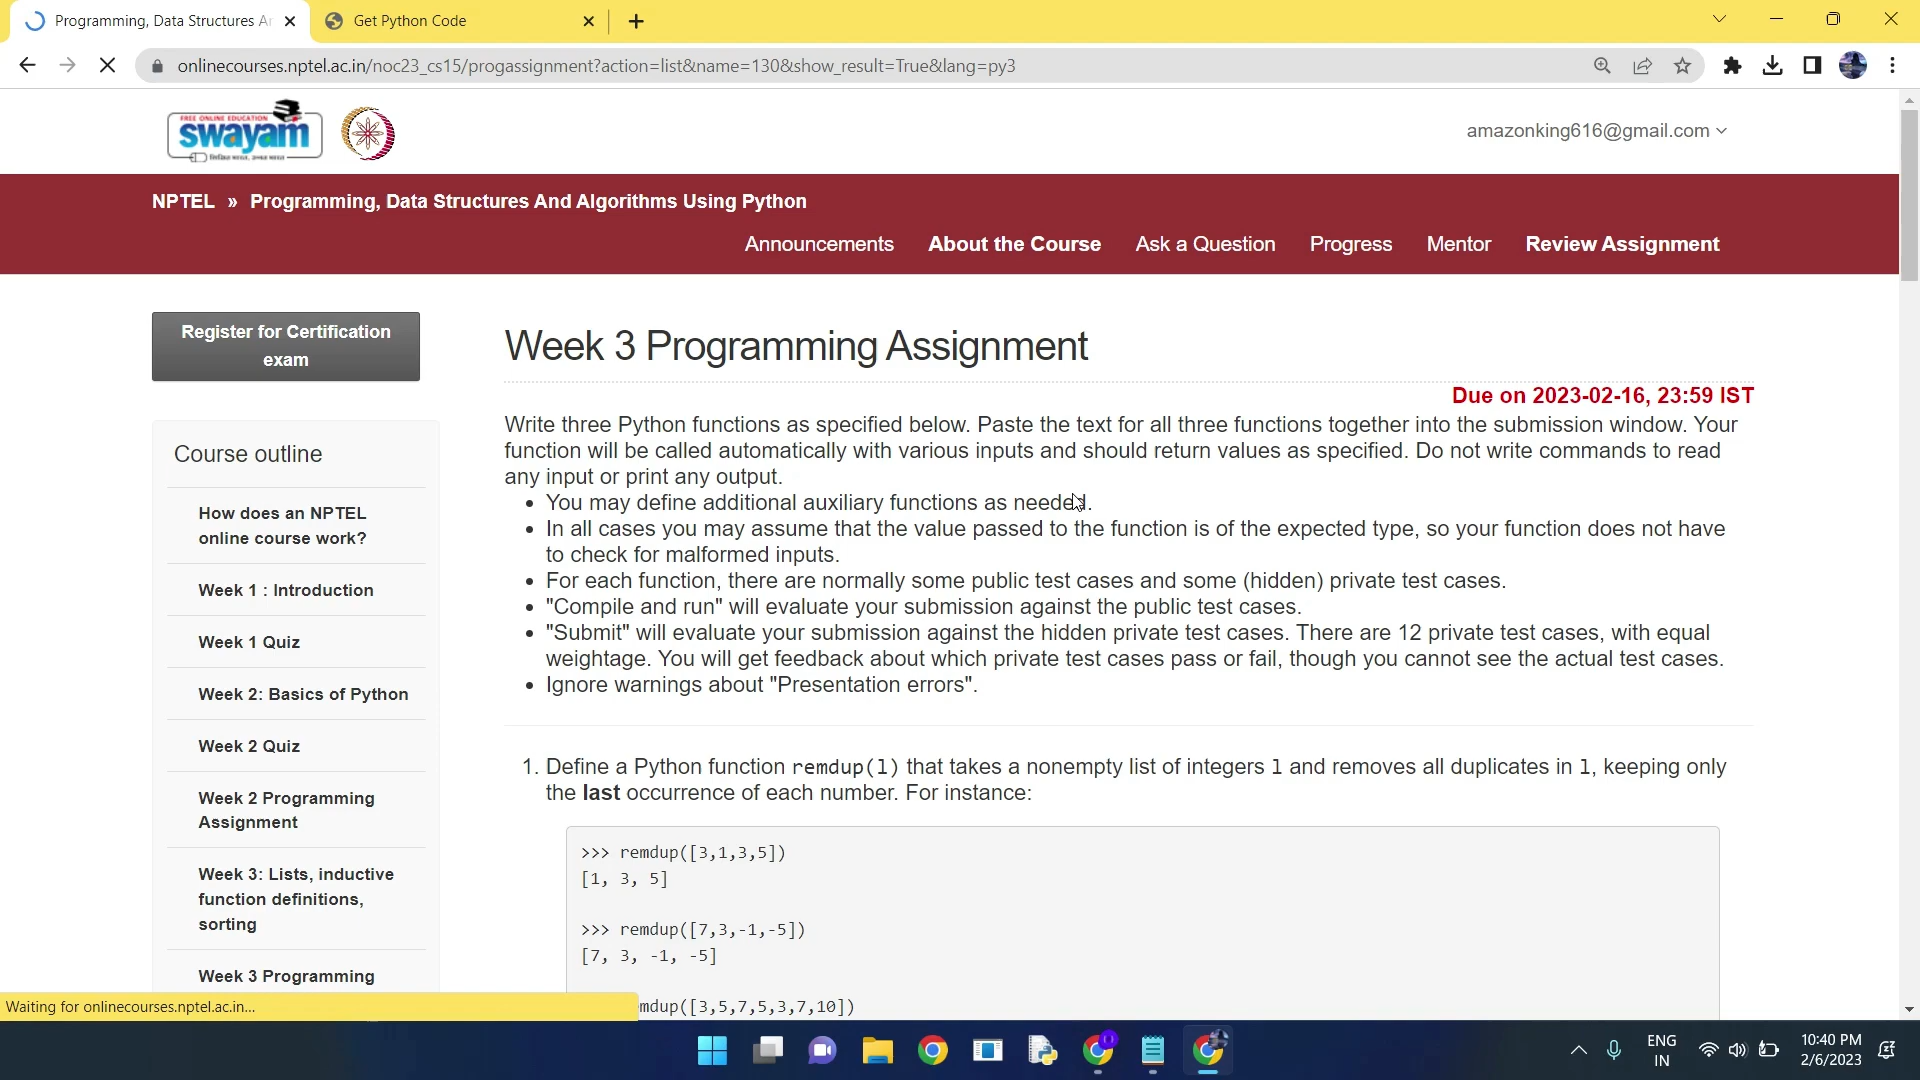 Programming, Data Structures Ar
Get Python Code
onlinecourses.nptel.ac.in/noc23_cs15/progassignment?action=list&name=130&show_result=True&lang=py3
FREE ONLINE EDUCATION
swayam
amazonking616@gmail.com
NPTEL » Programming, Data Structures And Algorithms Using Python
Announcements About the Course Ask a Question Progress Mentor Review Assignment
Register for Certification
exam
Course outline
How does an NPTEL
online course work?
Week 1 : Introduction
Week 1 Quiz
Week 2: Basics of Python
Week 2 Quiz
Week 2 Programming
Assignment
Week 3: Lists, inductive
function definitions,
sorting
Week 3 Programming
Week 3 Programming Assignment
Due on 2023-02-16, 23:59 IST
Write three Python functions as specified below. Paste the text for all three functions together into the submission window. Your
function will be called automatically with various inputs and should return values as specified. Do not write commands to read
any input or print any output.
• You may define additional auxiliary functions as needed.
• In all cases you may assume that the value passed to the function is of the expected type, so your function does not have
to check for malformed inputs.
• For each function, there are normally some public test cases and some (hidden) private test cases.
• "Compile and run" will evaluate your submission against the public test cases.
• "Submit" will evaluate your submission against the hidden private test cases. There are 12 private test cases, with equal
weightage. You will get feedback about which private test cases pass or fail, though you cannot see the actual test cases.
• Ignore warnings about "Presentation errors".
1. Define a Python function remdup(l) that takes a nonempty list of integers l and removes all duplicates in l, keeping only
the last occurrence of each number. For instance:
>>> remdup([3,1,3,5])
[1, 3, 5]
>>> remdup([7,3,-1,-5])
[7, 3, -1, -5]
mdup([3,5,7,5,3,7,10])
Waiting for onlinecourses.nptel.ac.in...
ENG
IN
10:40 PM
2/6/2023